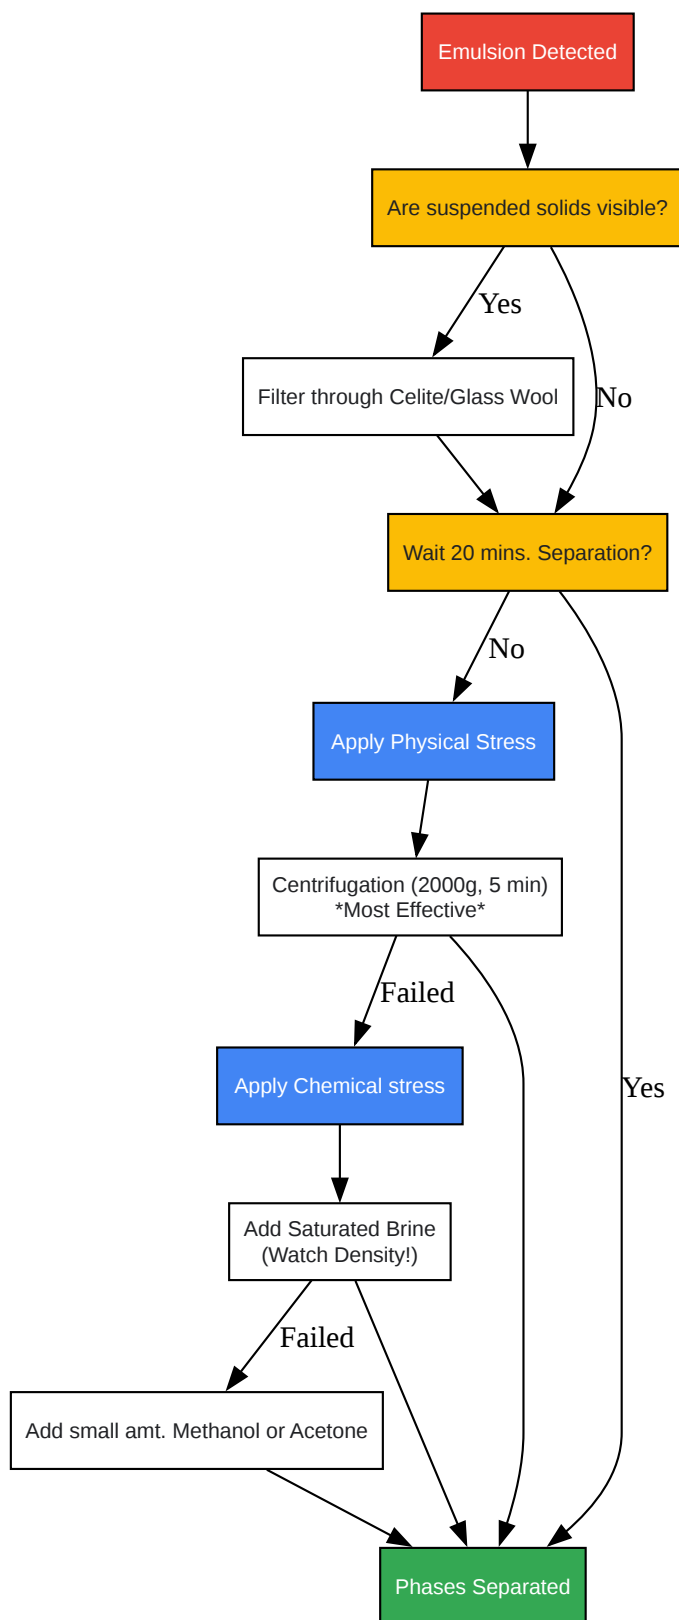 Emulsion Detected
Are suspended solids visible?
Yes
Filter through Celite/Glass Wool
No
Wait 20 mins. Separation?
No
Apply Physical Stress
Centrifugation (2000g, 5 min)
*Most Effective*
Failed
Apply Chemical stress
Yes
Add Saturated Brine
(Watch Density!)
Failed
Add small amt. Methanol or Acetone
Phases Separated